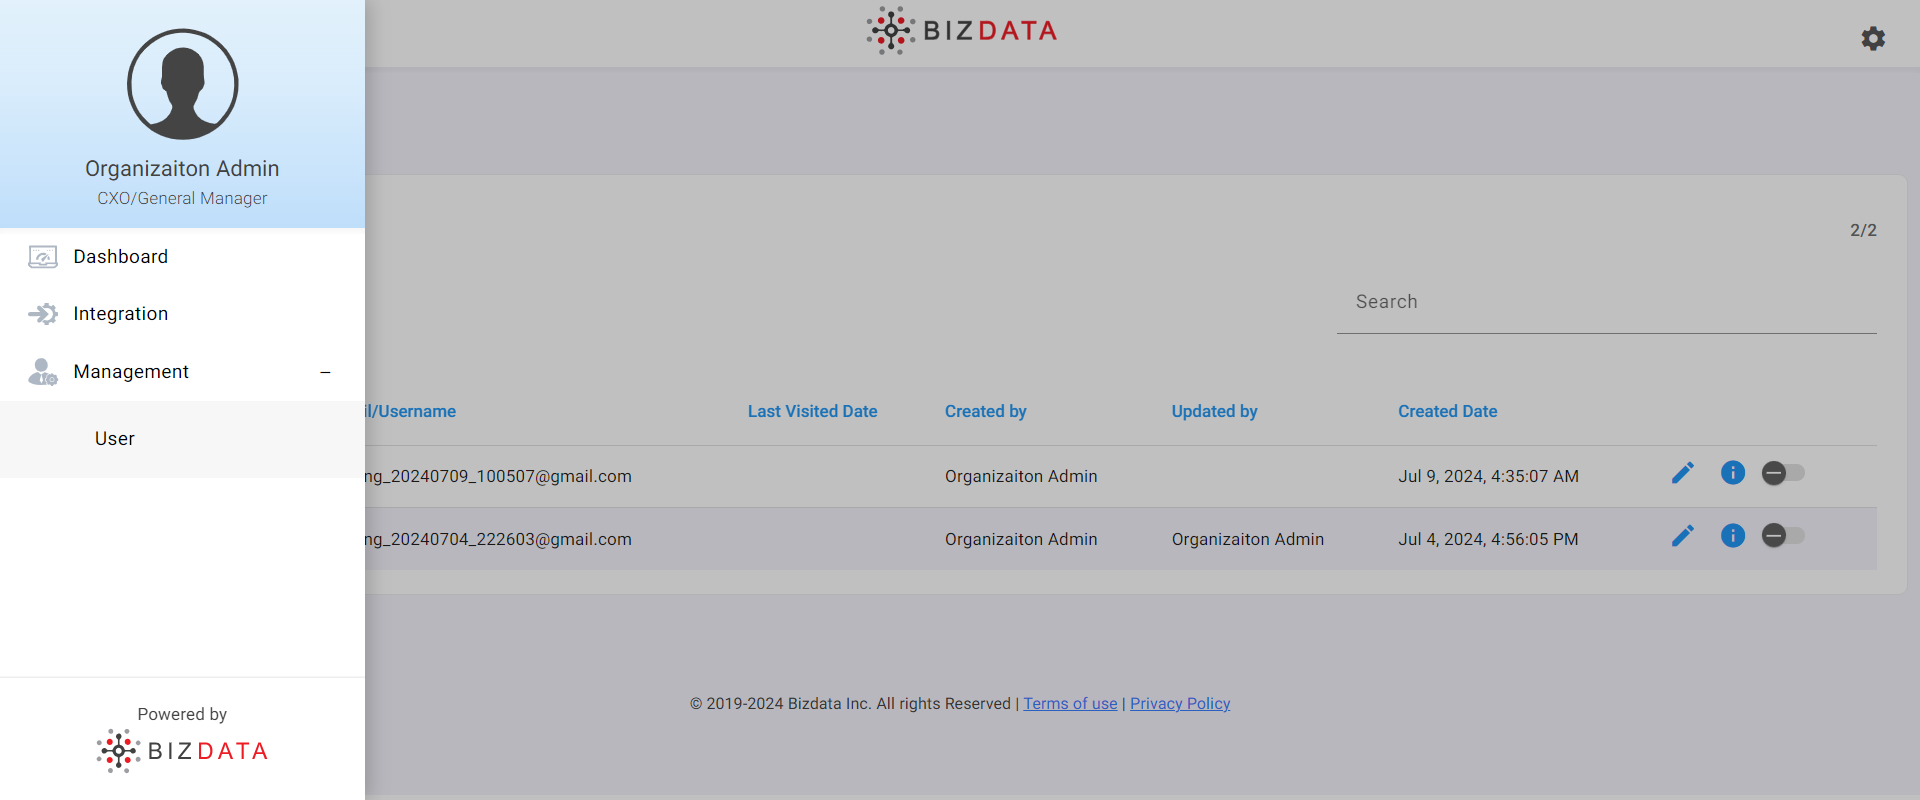 Organizaiton Admin
CXO/General Manager
Dashboard
Integration
Management
User
Powered by
BIZDATA
BIZDATA
2/2
Search
il/Username Last Visited Date Created by Updated by Created Date
ng_20240709_100507@gmail.com Organizaiton Admin Jul 9, 2024, 4:35:07 AM
ng_20240704_222603@gmail.com Organizaiton Admin Organizaiton Admin Jul 4, 2024, 4:56:05 PM
© 2019-2024 Bizdata Inc. All rights Reserved | Terms of use | Privacy Policy